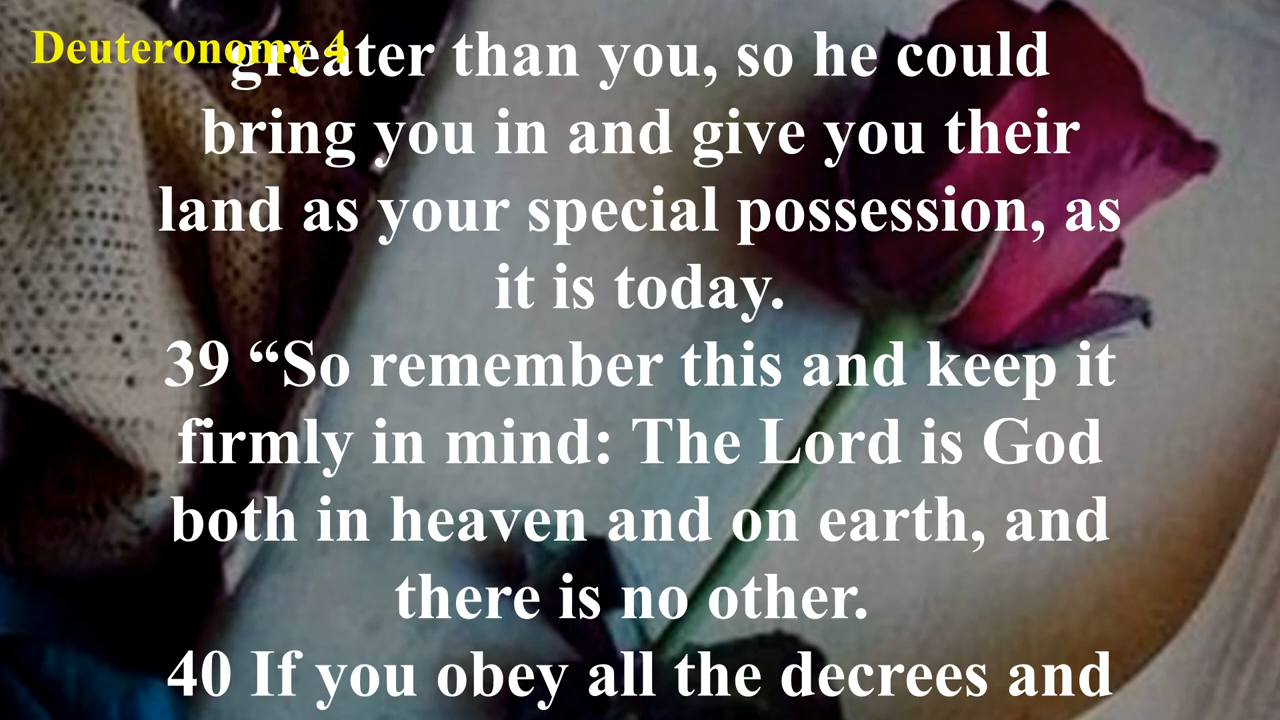 Deuteronomy 4
greater than you, so he could
bring you in and give you their
land as your special possession, as
it is today.
39 “So remember this and keep it
firmly in mind: The Lord is God
both in heaven and on earth, and
there is no other.
40 If you obey all the decrees and